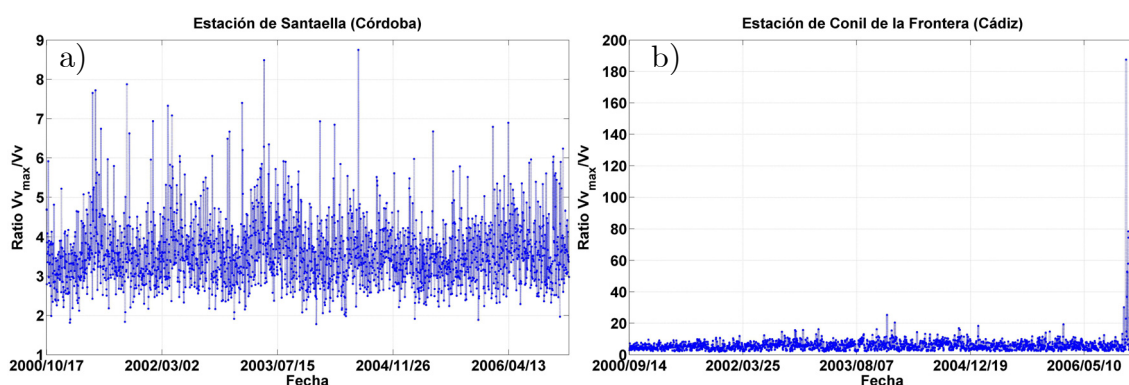 Estación de Santaella (Córdoba)
a)
9
8
7
6
5
4
3
2
1
Ratio Vv_max/Vv
2000/10/17 2002/03/02 2003/07/15 2004/11/26 2006/04/13
Fecha
Estación de Conil de la Frontera (Cádiz)
b)
200
180
160
140
120
100
80
60
40
20
0
Ratio Vv_max/Vv
2000/09/14 2002/03/25 2003/08/07 2004/12/19 2006/05/10
Fecha